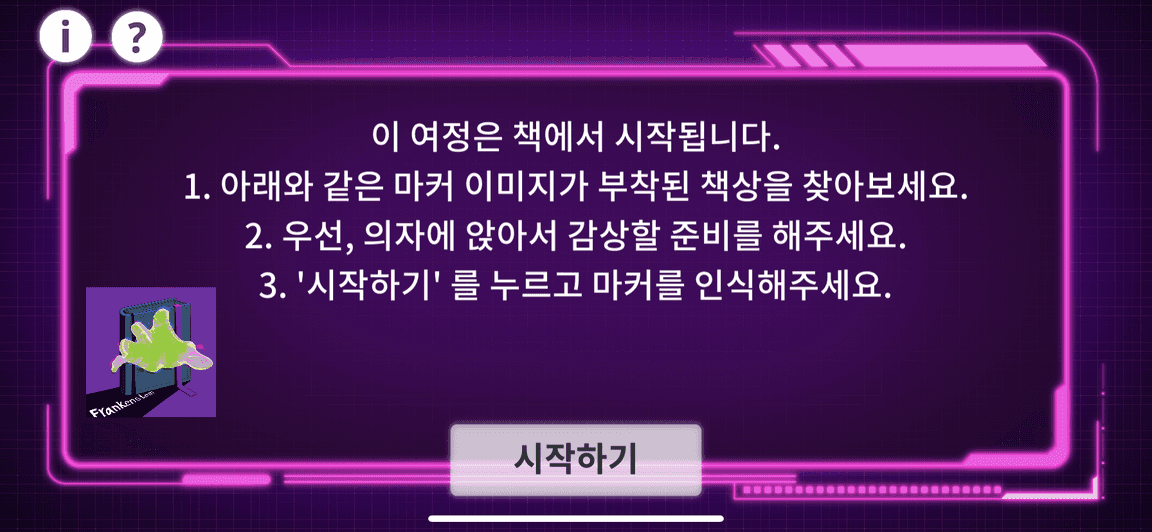 i ?
이 여정은 책에서 시작됩니다.
1. 아래와 같은 마커 이미지가 부착된 책상을 찾아보세요.
2. 우선, 의자에 앉아서 감상할 준비를 해주세요.
3. '시작하기' 를 누르고 마커를 인식해주세요.
Frankenstein
시작하기